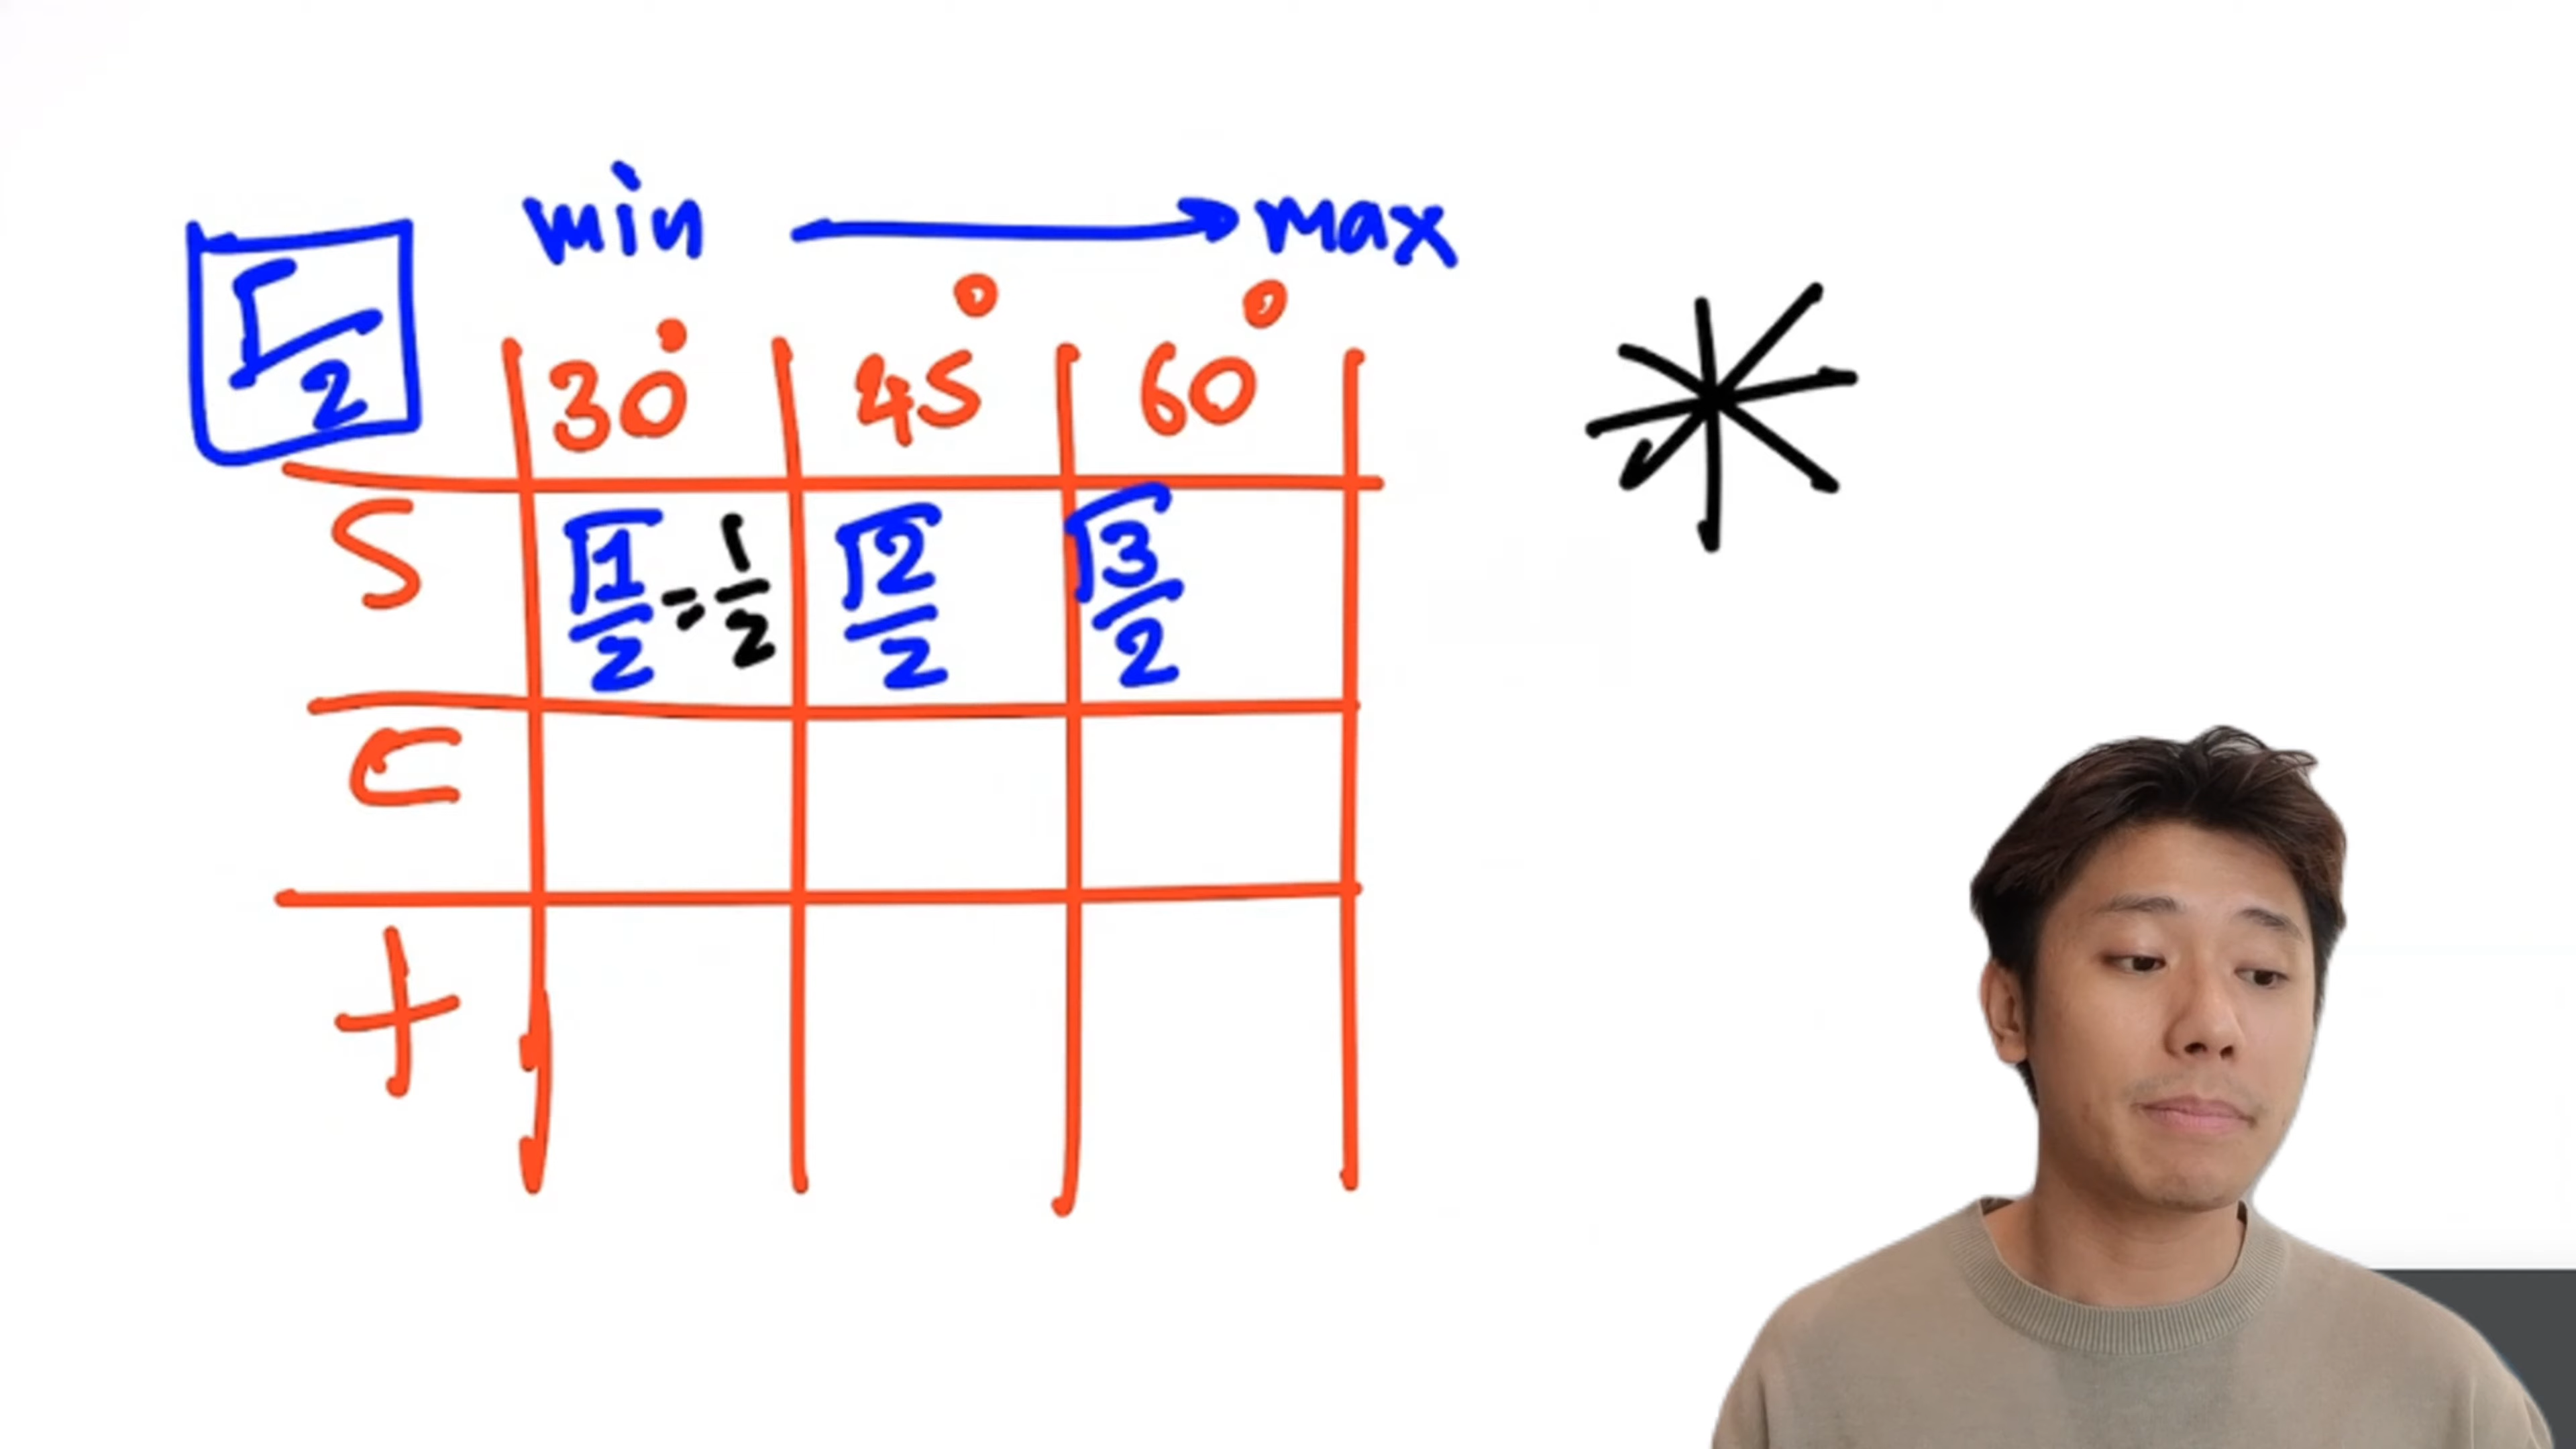 min → max
√/2
30° 45° 60°
S √1/2 = 1/2 √2/2 √3/2
C
t